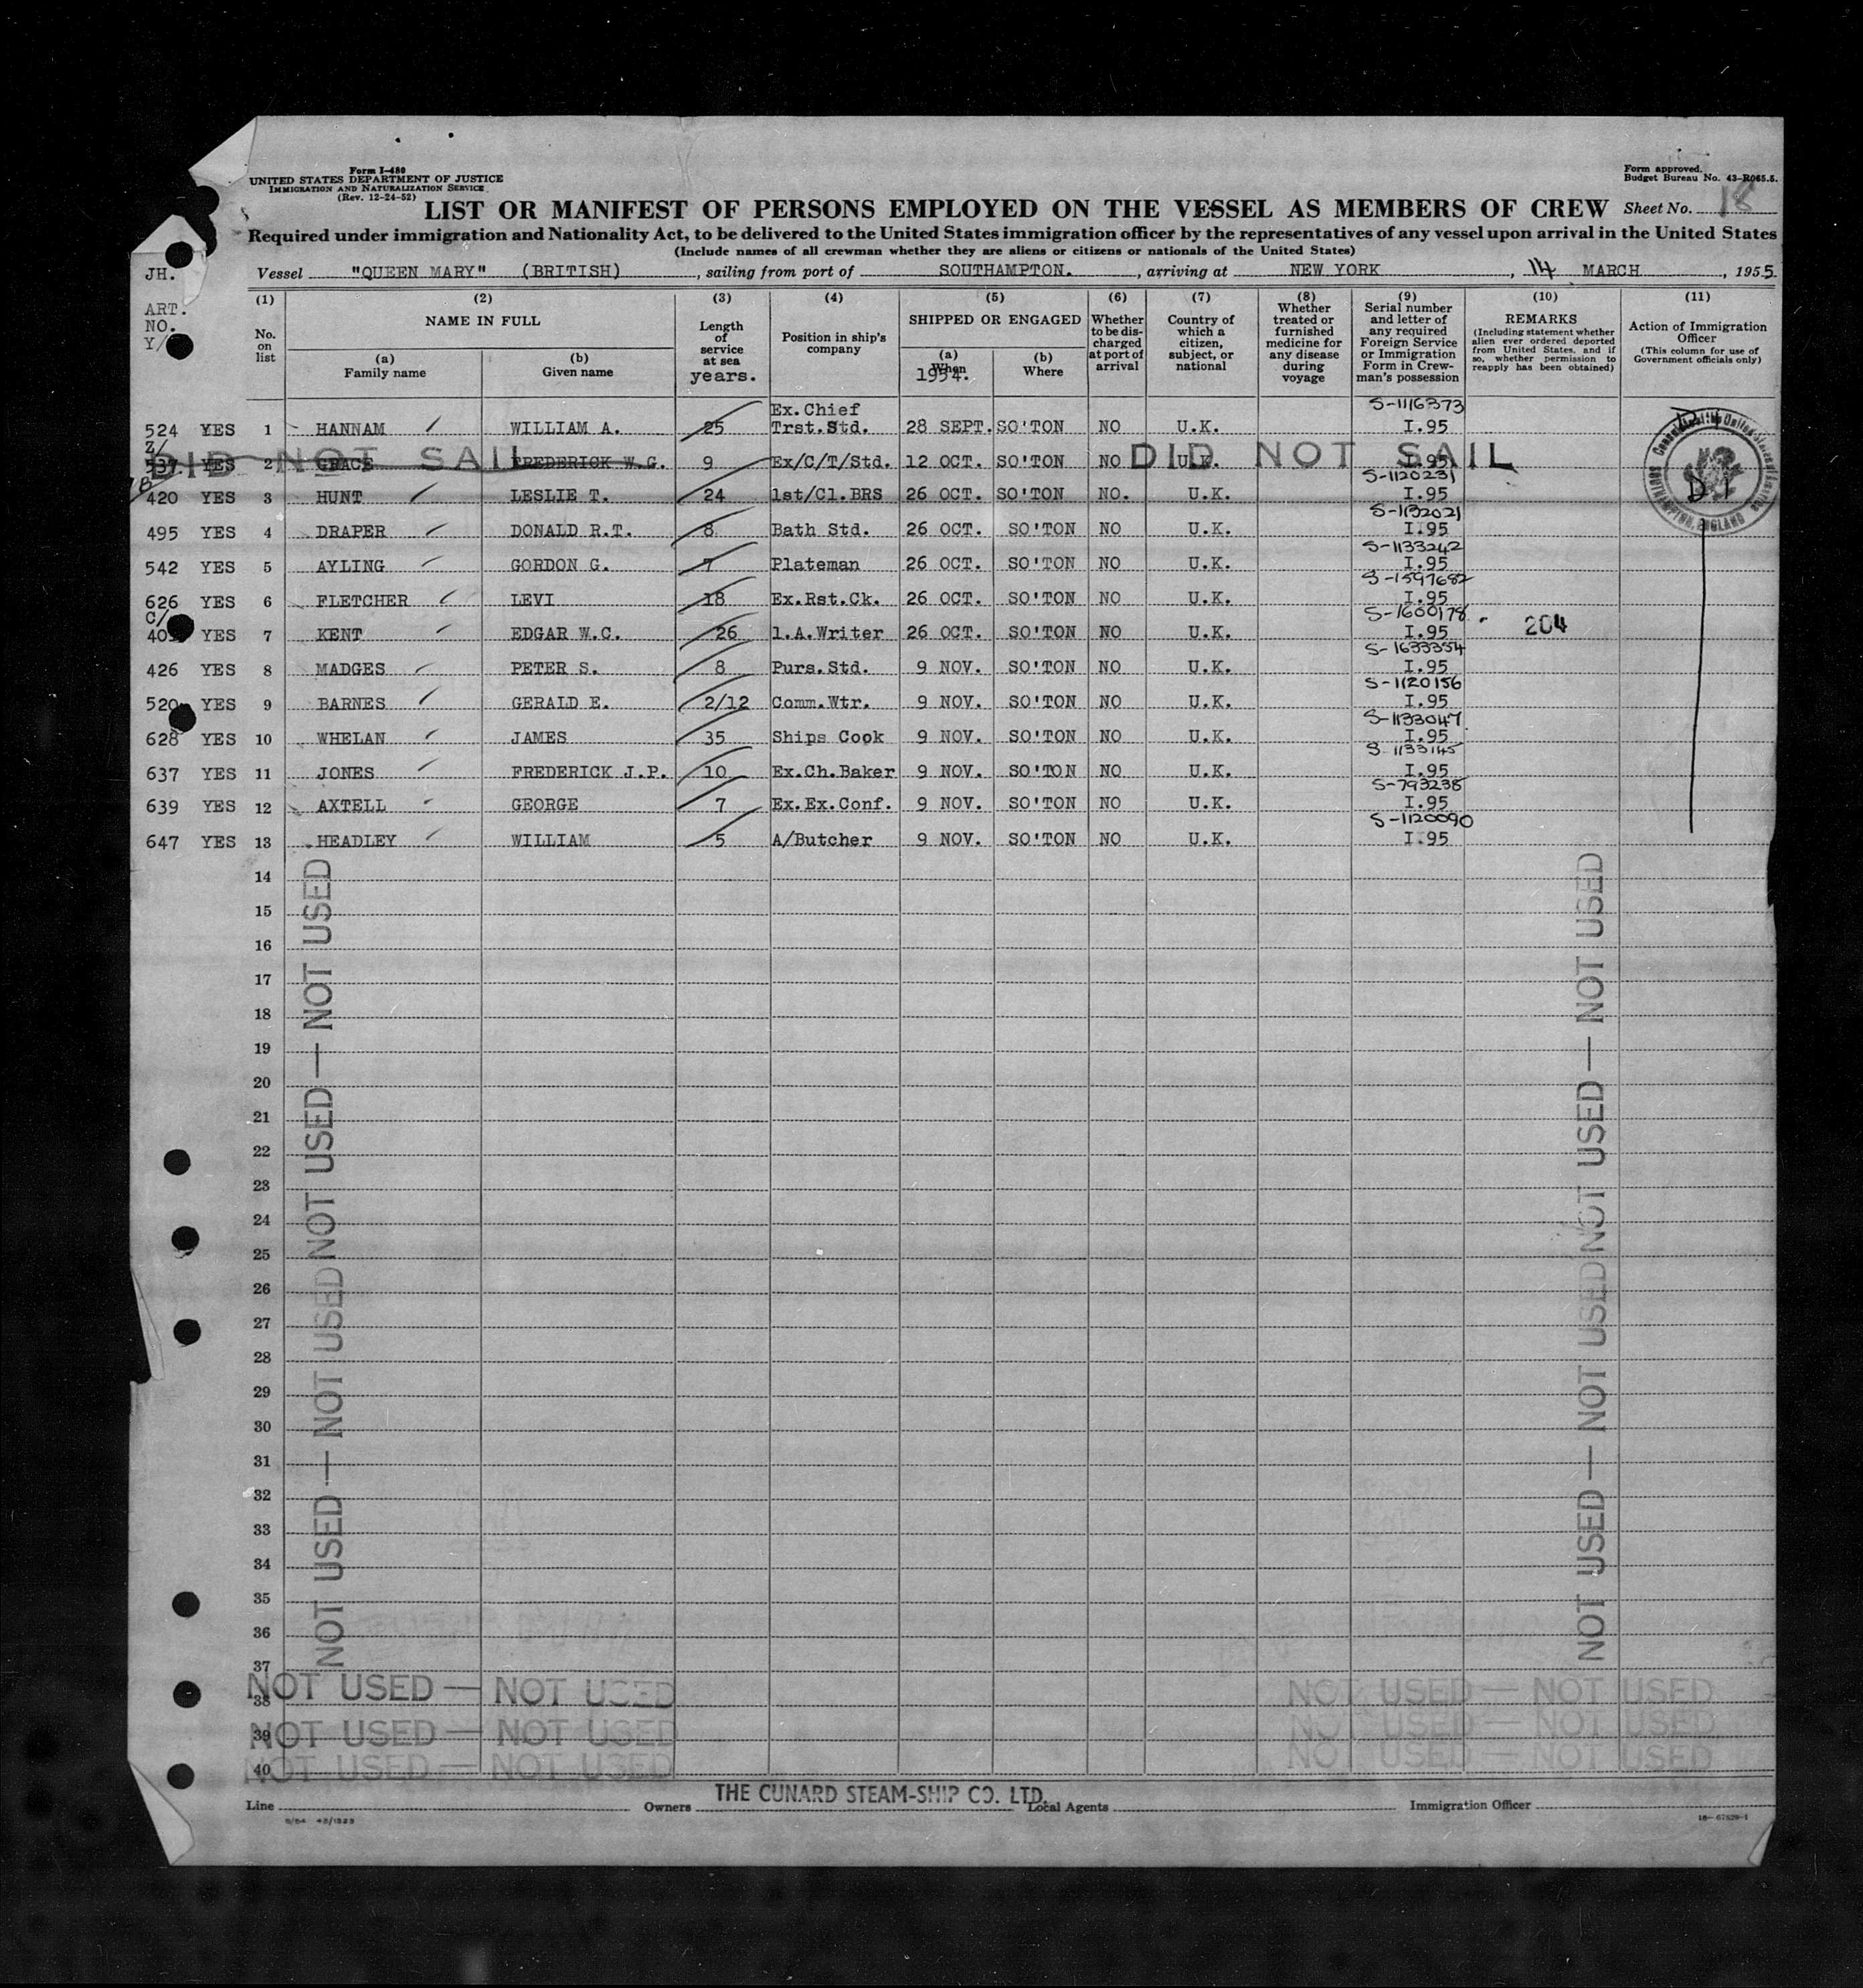 Form I-480
UNITED STATES DEPARTMENT OF JUSTICE
IMMIGRATION AND NATURALIZATION SERVICE
(Rev. 12-24-52)
Form approved.
Budget Bureau No. 43-R065.5.
LIST OR MANIFEST OF PERSONS EMPLOYED ON THE VESSEL AS MEMBERS OF CREW Sheet No. 18
Required under immigration and Nationality Act, to be delivered to the United States immigration officer by the representatives of any vessel upon arrival in the United States
(Include names of all crewman whether they are aliens or citizens or nationals of the United States)
JH. Vessel "QUEEN MARY" (BRITISH), sailing from port of SOUTHAMPTON., arriving at NEW YORK, 14 MARCH, 1955.
ART.
NO.
Y/
(1) No. on list
(2) NAME IN FULL
(a) Family name
(b) Given name
(3) Length of service at sea years.
(4) Position in ship's company
(5) SHIPPED OR ENGAGED
(a) When 1954.
(b) Where
(6) Whether to be discharged at port of arrival
(7) Country of which a citizen, subject, or national
(8) Whether treated or furnished medicine for any disease during voyage
(9) Serial number and letter of any required Foreign Service or Immigration Form in Crewman's possession
(10) REMARKS (Including statement whether alien ever ordered deported from United States, and if so, whether permission to reapply has been obtained)
(11) Action of Immigration Officer (This column for use of Government officials only)
Ex.Chief S-1116373
524 YES 1 HANNAM WILLIAM A. 25 Trst.Std. 28 SEPT. SO'TON NO U.K. I.95
Z/
537 YES 2 GRACE FREDERICK W.G. 9 Ex/C/T/Std. 12 OCT. SO'TON NO U.K. I.95
DID NOT SAIL DID NOT SAIL
S-1120231
420 YES 3 HUNT LESLIE T. 24 1st/Cl.BRS 26 OCT. SO'TON NO. U.K. I.95
S-1132021
495 YES 4 DRAPER DONALD R.T. 8 Bath Std. 26 OCT. SO'TON NO U.K. I.95
S-1133242
542 YES 5 AYLING GORDON G. 7 Plateman 26 OCT. SO'TON NO U.K. I.95
S-1597682
626 YES 6 FLETCHER LEVI 18 Ex.Rst.Ck. 26 OCT. SO'TON NO U.K. I.95
C/ S-1600178
YES 7 KENT EDGAR W.C. 26 1.A.Writer 26 OCT. SO'TON NO U.K. I.95 204
S-1633354
426 YES 8 MADGES PETER S. 8 Purs.Std. 9 NOV. SO'TON NO U.K. I.95
S-1120156
520 YES 9 BARNES GERALD E. 2/12 Comm.Wtr. 9 NOV. SO'TON NO U.K. I.95
S-1133047
628 YES 10 WHELAN JAMES 35 Ships Cook 9 NOV. SO'TON NO U.K. I.95
S-1133145
637 YES 11 JONES FREDERICK J.P. 10 Ex.Ch.Baker 9 NOV. SO'TON NO U.K. I.95
S-793238
639 YES 12 AXTELL GEORGE 7 Ex.Ex.Conf. 9 NOV. SO'TON NO U.K. I.95
S-1120090
647 YES 13 HEADLEY WILLIAM 5 A/Butcher 9 NOV. SO'TON NO U.K. I.95
14
15
16
17
18
19
20
21
22
23
24
25
26
27
28
29
30
31
32
33
34
35
36
37
38
39
40
NOT USED — NOT USED — NOT USED NOT USED — NOT USED — NOT USED
NOT USED — NOT USED — NOT USED NOT USED — NOT USED — NOT USED
NOT USED — NOT USED NOT USED — NOT USED
NOT USED — NOT USED NOT USED — NOT USED
NOT USED — NOT USED NOT USED — NOT USED
THE CUNARD STEAM-SHIP CO. LTD.
Line Owners Local Agents Immigration Officer